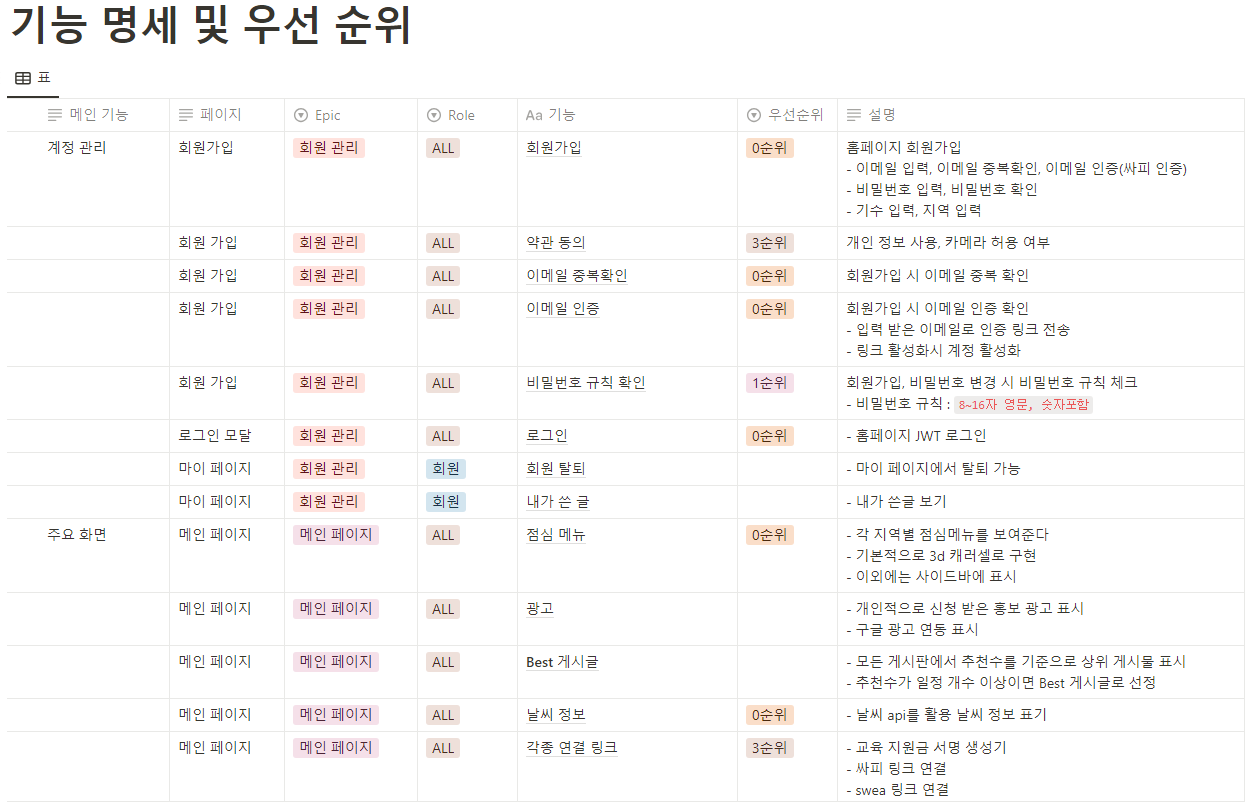 기능 명세 및 우선 순위
표
메인 기능 페이지 Epic Role Aa 기능 우선순위 설명
계정 관리 회원가입 회원 관리 ALL 회원가입 0순위 홈페이지 회원가입
- 이메일 입력, 이메일 중복확인, 이메일 인증(싸피 인증)
- 비밀번호 입력, 비밀번호 확인
- 기수 입력, 지역 입력
회원 가입 회원 관리 ALL 약관 동의 3순위 개인 정보 사용, 카메라 허용 여부
회원 가입 회원 관리 ALL 이메일 중복확인 0순위 회원가입 시 이메일 중복 확인
회원 가입 회원 관리 ALL 이메일 인증 0순위 회원가입 시 이메일 인증 확인
- 입력 받은 이메일로 인증 링크 전송
- 링크 활성화시 계정 활성화
회원 가입 회원 관리 ALL 비밀번호 규칙 확인 1순위 회원가입, 비밀번호 변경 시 비밀번호 규칙 체크
- 비밀번호 규칙 : 8~16자 영문, 숫자포함
로그인 모달 회원 관리 ALL 로그인 0순위 - 홈페이지 JWT 로그인
마이 페이지 회원 관리 회원 회원 탈퇴 - 마이 페이지에서 탈퇴 가능
마이 페이지 회원 관리 회원 내가 쓴 글 - 내가 쓴글 보기
주요 화면 메인 페이지 메인 페이지 ALL 점심 메뉴 0순위 - 각 지역별 점심메뉴를 보여준다
- 기본적으로 3d 캐러셀로 구현
- 이외에는 사이드바에 표시
메인 페이지 메인 페이지 ALL 광고 - 개인적으로 신청 받은 홍보 광고 표시
- 구글 광고 연동 표시
메인 페이지 메인 페이지 ALL Best 게시글 - 모든 게시판에서 추천수를 기준으로 상위 게시물 표시
- 추천수가 일정 개수 이상이면 Best 게시글로 선정
메인 페이지 메인 페이지 ALL 날씨 정보 0순위 - 날씨 api를 활용 날씨 정보 표기
메인 페이지 메인 페이지 ALL 각종 연결 링크 3순위 - 교육 지원금 서명 생성기
- 싸피 링크 연결
- swea 링크 연결